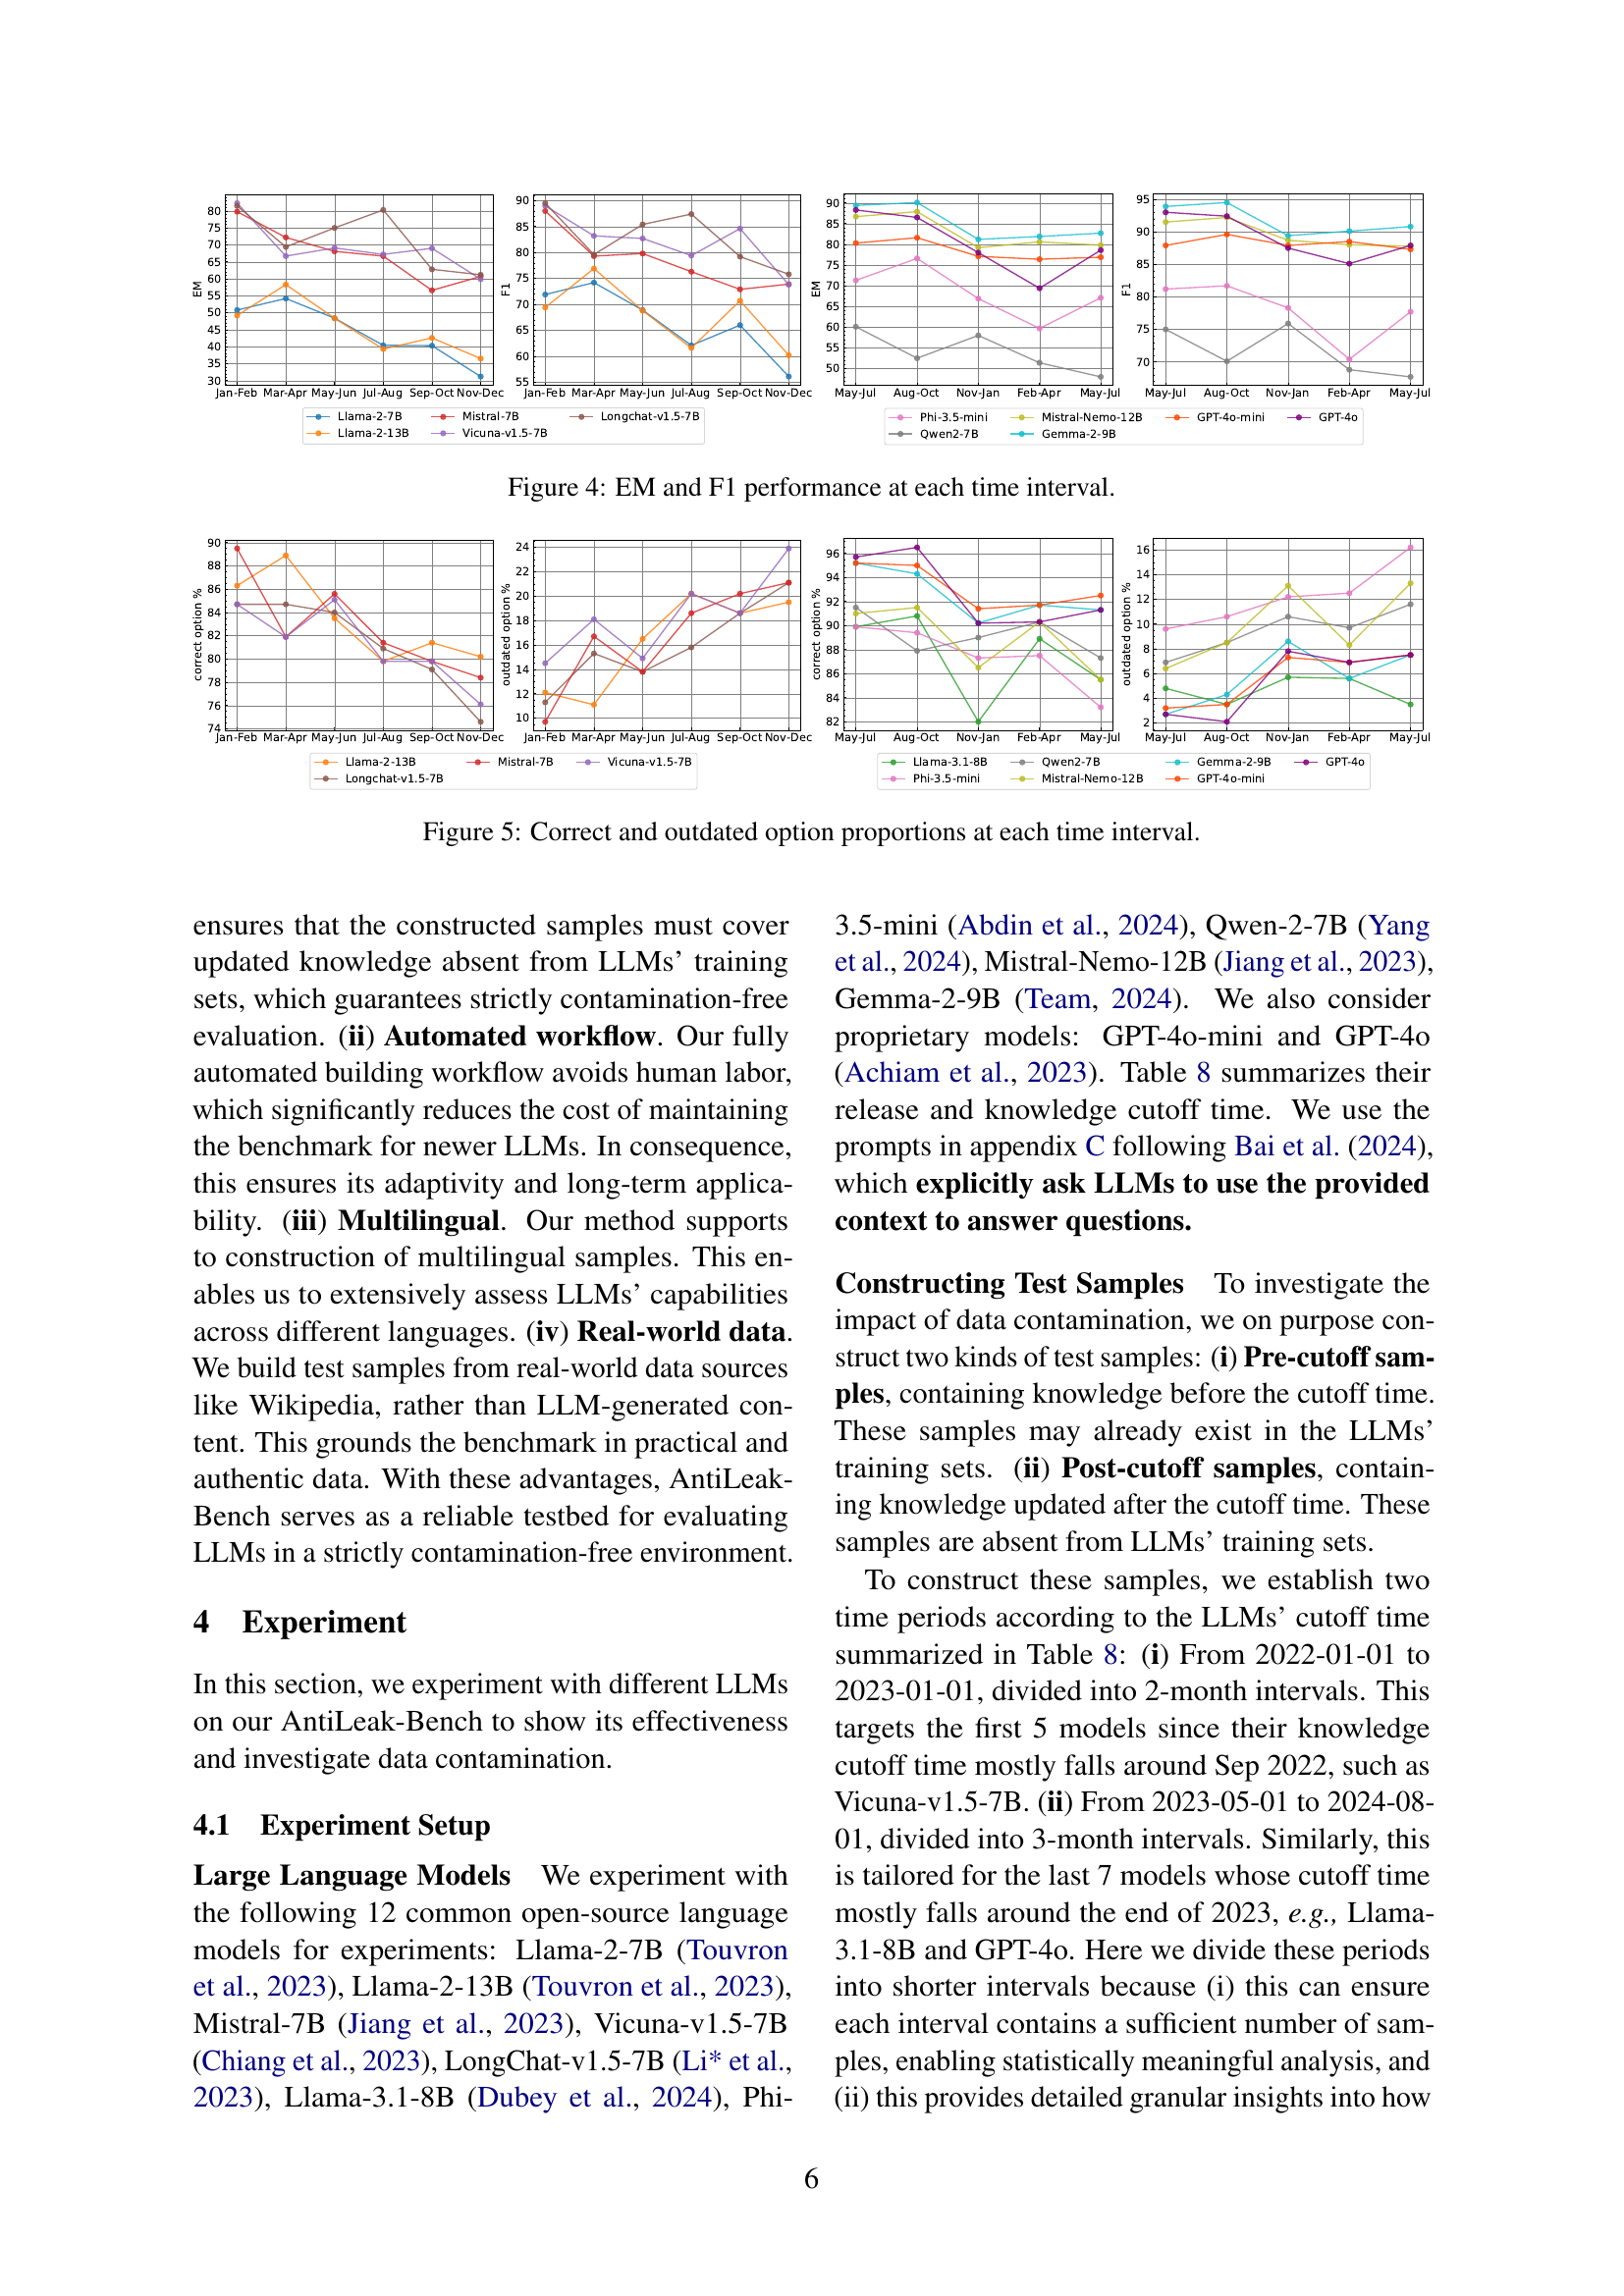 EM
80
75
70
65
60
55
50
45
40
35
30
Jan-Feb Mar-Apr May-Jun Jul-Aug Sep-Oct Nov-Dec
F1
90
85
80
75
70
65
60
55
Jan-Feb Mar-Apr May-Jun Jul-Aug Sep-Oct Nov-Dec
Llama-2-7B Mistral-7B Longchat-v1.5-7B
Llama-2-13B Vicuna-v1.5-7B
EM
90
85
80
75
70
65
60
55
50
May-Jul Aug-Oct Nov-Jan Feb-Apr May-Jul
F1
95
90
85
80
75
70
May-Jul Aug-Oct Nov-Jan Feb-Apr May-Jul
Phi-3.5-mini Mistral-Nemo-12B GPT-4o-mini GPT-4o
Qwen2-7B Gemma-2-9B
Figure 4: EM and F1 performance at each time interval.
correct option %
90
88
86
84
82
80
78
76
74
Jan-Feb Mar-Apr May-Jun Jul-Aug Sep-Oct Nov-Dec
outdated option %
24
22
20
18
16
14
12
10
Jan-Feb Mar-Apr May-Jun Jul-Aug Sep-Oct Nov-Dec
Llama-2-13B Mistral-7B Vicuna-v1.5-7B
Longchat-v1.5-7B
correct option %
96
94
92
90
88
86
84
82
May-Jul Aug-Oct Nov-Jan Feb-Apr May-Jul
outdated option %
16
14
12
10
8
6
4
2
May-Jul Aug-Oct Nov-Jan Feb-Apr May-Jul
Llama-3.1-8B Qwen2-7B Gemma-2-9B GPT-4o
Phi-3.5-mini Mistral-Nemo-12B GPT-4o-mini
Figure 5: Correct and outdated option proportions at each time interval.
ensures that the constructed samples must cover
updated knowledge absent from LLMs' training
sets, which guarantees strictly contamination-free
evaluation. (ii) Automated workflow. Our fully
automated building workflow avoids human labor,
which significantly reduces the cost of maintaining
the benchmark for newer LLMs. In consequence,
this ensures its adaptivity and long-term applica-
bility. (iii) Multilingual. Our method supports
to construction of multilingual samples. This en-
ables us to extensively assess LLMs' capabilities
across different languages. (iv) Real-world data.
We build test samples from real-world data sources
like Wikipedia, rather than LLM-generated con-
tent. This grounds the benchmark in practical and
authentic data. With these advantages, AntiLeak-
Bench serves as a reliable testbed for evaluating
LLMs in a strictly contamination-free environment.
4 Experiment
In this section, we experiment with different LLMs
on our AntiLeak-Bench to show its effectiveness
and investigate data contamination.
4.1 Experiment Setup
Large Language Models We experiment with
the following 12 common open-source language
models for experiments: Llama-2-7B (Touvron
et al., 2023), Llama-2-13B (Touvron et al., 2023),
Mistral-7B (Jiang et al., 2023), Vicuna-v1.5-7B
(Chiang et al., 2023), LongChat-v1.5-7B (Li* et al.,
2023), Llama-3.1-8B (Dubey et al., 2024), Phi-
3.5-mini (Abdin et al., 2024), Qwen-2-7B (Yang
et al., 2024), Mistral-Nemo-12B (Jiang et al., 2023),
Gemma-2-9B (Team, 2024). We also consider
proprietary models: GPT-4o-mini and GPT-4o
(Achiam et al., 2023). Table 8 summarizes their
release and knowledge cutoff time. We use the
prompts in appendix C following Bai et al. (2024),
which explicitly ask LLMs to use the provided
context to answer questions.
Constructing Test Samples To investigate the
impact of data contamination, we on purpose con-
struct two kinds of test samples: (i) Pre-cutoff sam-
ples, containing knowledge before the cutoff time.
These samples may already exist in the LLMs'
training sets. (ii) Post-cutoff samples, contain-
ing knowledge updated after the cutoff time. These
samples are absent from LLMs' training sets.
To construct these samples, we establish two
time periods according to the LLMs' cutoff time
summarized in Table 8: (i) From 2022-01-01 to
2023-01-01, divided into 2-month intervals. This
targets the first 5 models since their knowledge
cutoff time mostly falls around Sep 2022, such as
Vicuna-v1.5-7B. (ii) From 2023-05-01 to 2024-08-
01, divided into 3-month intervals. Similarly, this
is tailored for the last 7 models whose cutoff time
mostly falls around the end of 2023, e.g., Llama-
3.1-8B and GPT-4o. Here we divide these periods
into shorter intervals because (i) this can ensure
each interval contains a sufficient number of sam-
ples, enabling statistically meaningful analysis, and
(ii) this provides detailed granular insights into how
6